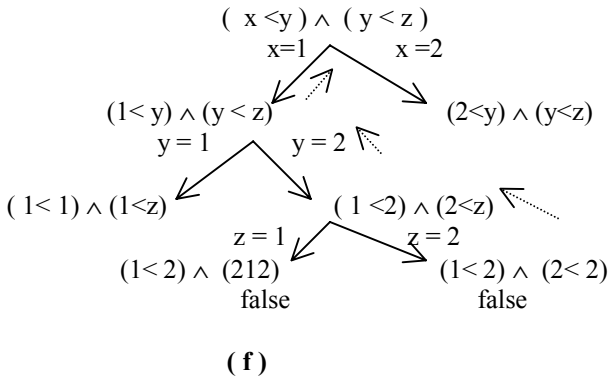 ( x <y ) ∧ ( y < z )
x=1 x =2
(1< y) ∧ (y < z) (2<y) ∧ (y<z)
y = 1 y = 2
( 1< 1) ∧ (1<z) ( 1 <2) ∧ (2<z)
z = 1 z = 2
(1< 2) ∧ (212) (1< 2) ∧ (2< 2)
false false
( f )